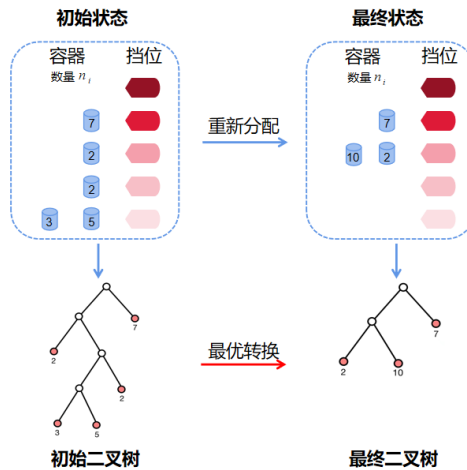 初始状态
最终状态
容器 挡位
数量 n_i
容器 挡位
数量 n_i
7
7
重新分配
2
10 2
2
3 5
7
7
2
最优转换
2
10
2
3
5
初始二叉树
最终二叉树